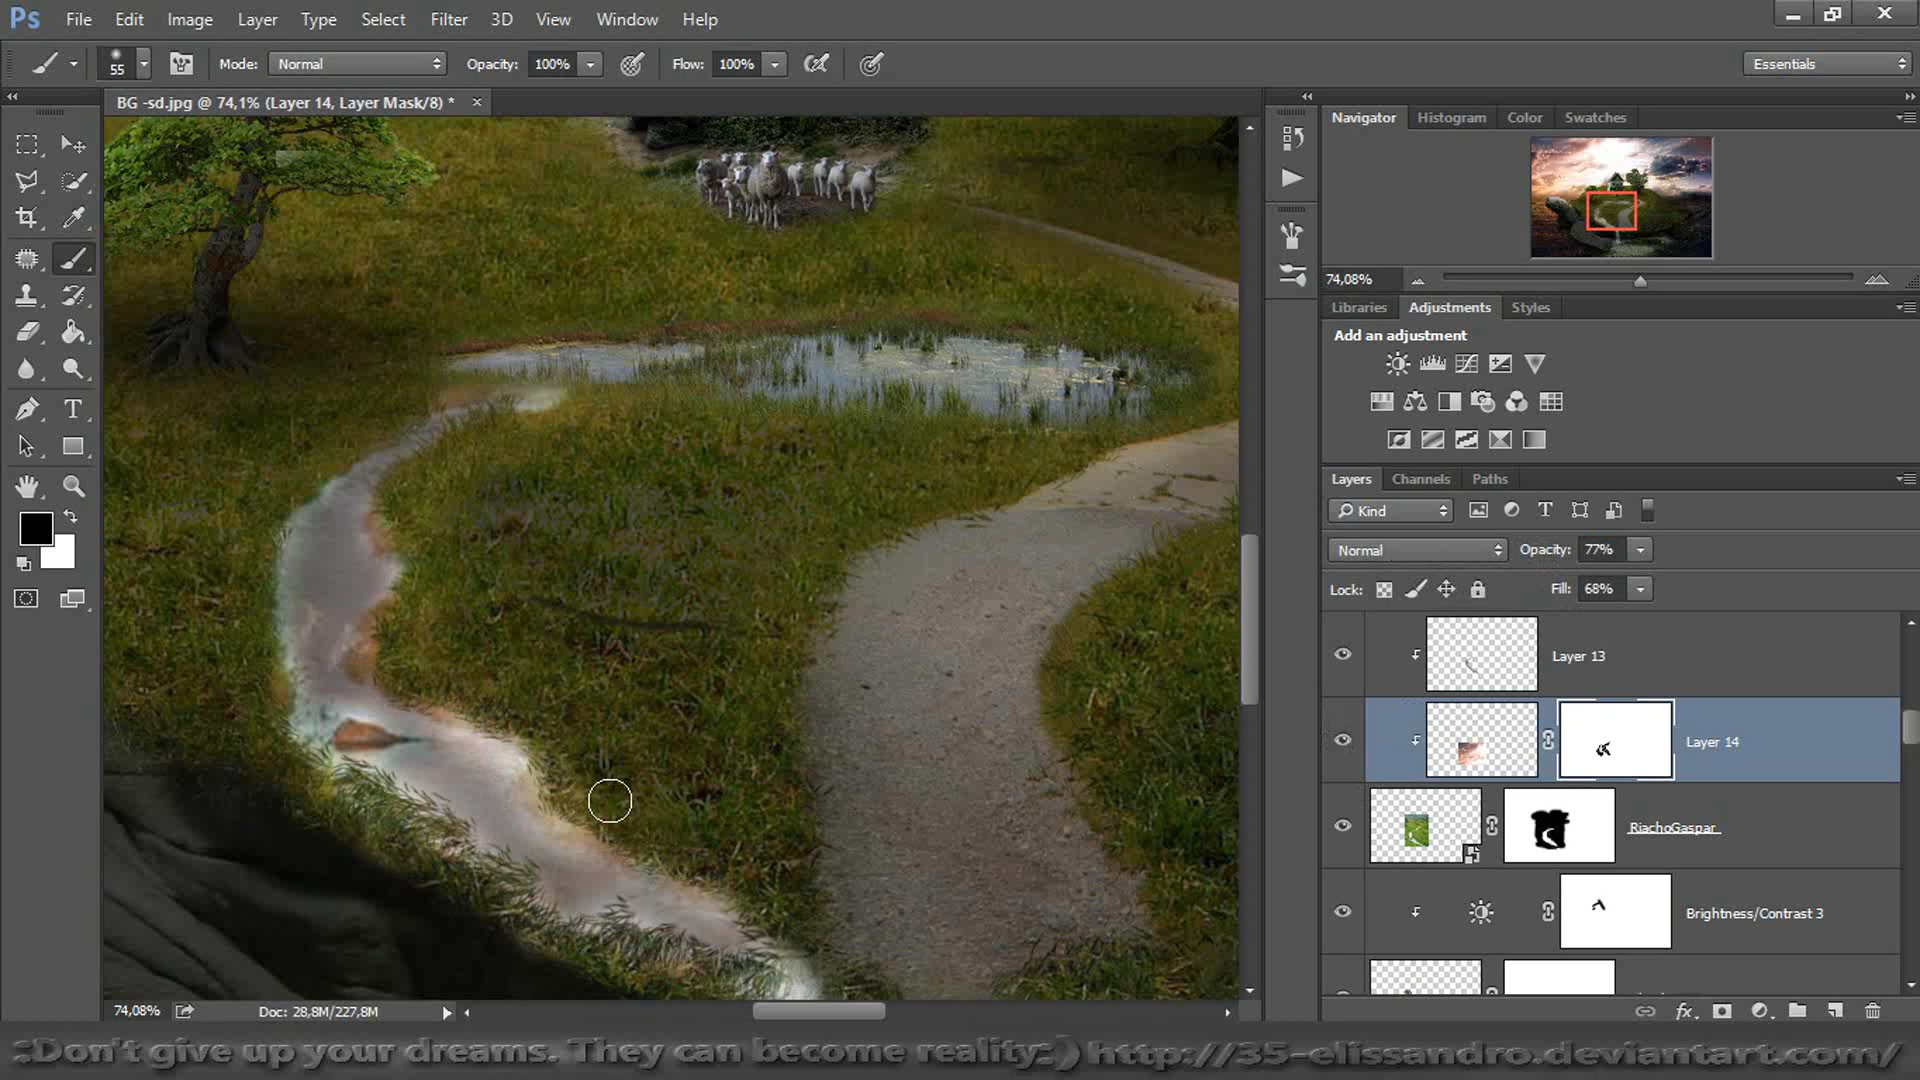 Ps File Edit Image Layer Type Select Filter 3D View Window Help
55 Mode: Normal Opacity: 100% Flow: 100% Essentials
BG -sd.jpg @ 74,1% (Layer 14, Layer Mask/8) * ×
Navigator Histogram Color Swatches
74,08%
Libraries Adjustments Styles
Add an adjustment
Layers Channels Paths
Kind
Normal Opacity: 77%
Lock: Fill: 68%
Layer 13
Layer 14
RiachoGaspar
Brightness/Contrast 3
74,08% Doc: 28,8M/227,8M
:Don't give up your dreams. They can become reality:) http://35-elissandro.deviantart.com/